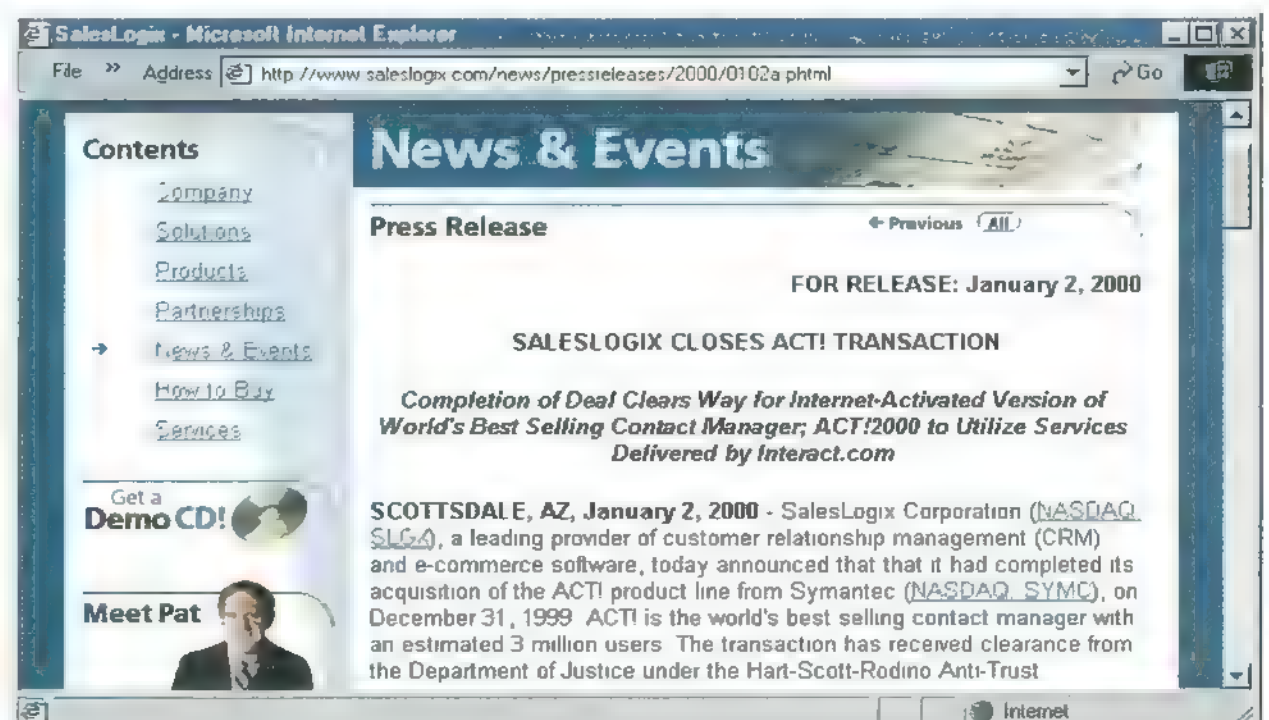 SalesLogix - Microsoft Internet Explorer
File » Address http://www.saleslogix.com/news/pressreleases/2000/0102a.phtml Go
Contents
Company
Solutions
Products
Partnerships
News & Events
How to Buy
Services
Get a
Demo CD!
Meet Pat
News & Events
Press Release
Previous All
FOR RELEASE: January 2, 2000
SALESLOGIX CLOSES ACT! TRANSACTION
Completion of Deal Clears Way for Internet-Activated Version of
World's Best Selling Contact Manager; ACT!2000 to Utilize Services
Delivered by Interact.com
SCOTTSDALE, AZ, January 2, 2000 - SalesLogix Corporation (NASDAQ:
SLGX), a leading provider of customer relationship management (CRM)
and e-commerce software, today announced that that it had completed its
acquisition of the ACT! product line from Symantec (NASDAQ: SYMC), on
December 31, 1999. ACT! is the world's best selling contact manager with
an estimated 3 million users. The transaction has received clearance from
the Department of Justice under the Hart-Scott-Rodino Anti-Trust
Internet